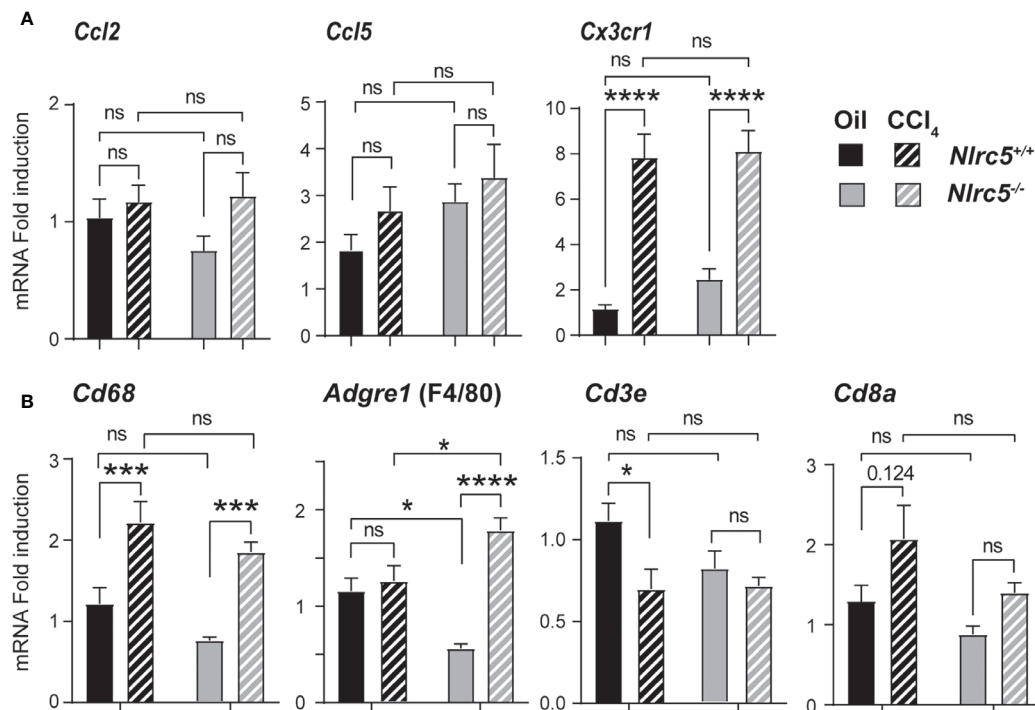 A
Ccl2
Ccl5
Cx3cr1
mRNA Fold induction
2
1
0
ns
ns
ns
ns
5
4
3
2
1
0
ns
ns
ns
ns
10
8
6
4
2
0
ns
ns
****
****
Oil CCl4
Nlrc5+/+
Nlrc5-/-
B
Cd68
Adgre1 (F4/80)
Cd3e
Cd8a
mRNA Fold induction
3
2
1
0
ns
ns
***
***
2
1
0
*
*
****
ns
1.5
1.0
0.5
0.0
ns
ns
*
ns
3
2
1
0
ns
ns
0.124
ns